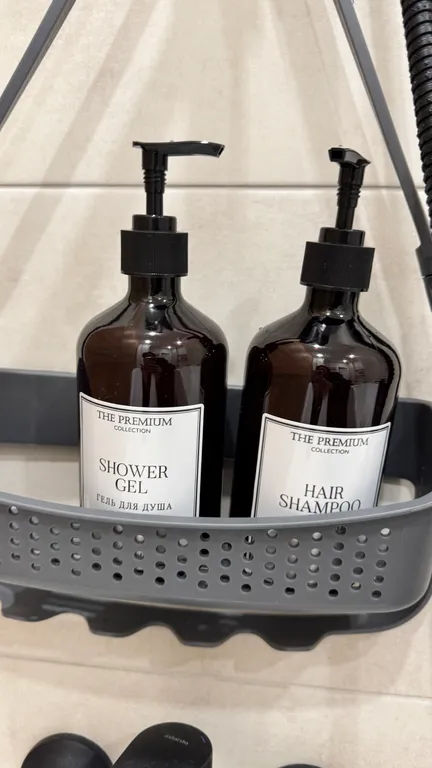 THE PREMIUM
COLLECTION
SHOWER
GEL
ГЕЛЬ ДЛЯ ДУША
THE PREMIUM
COLLECTION
HAIR
SHAMPOO